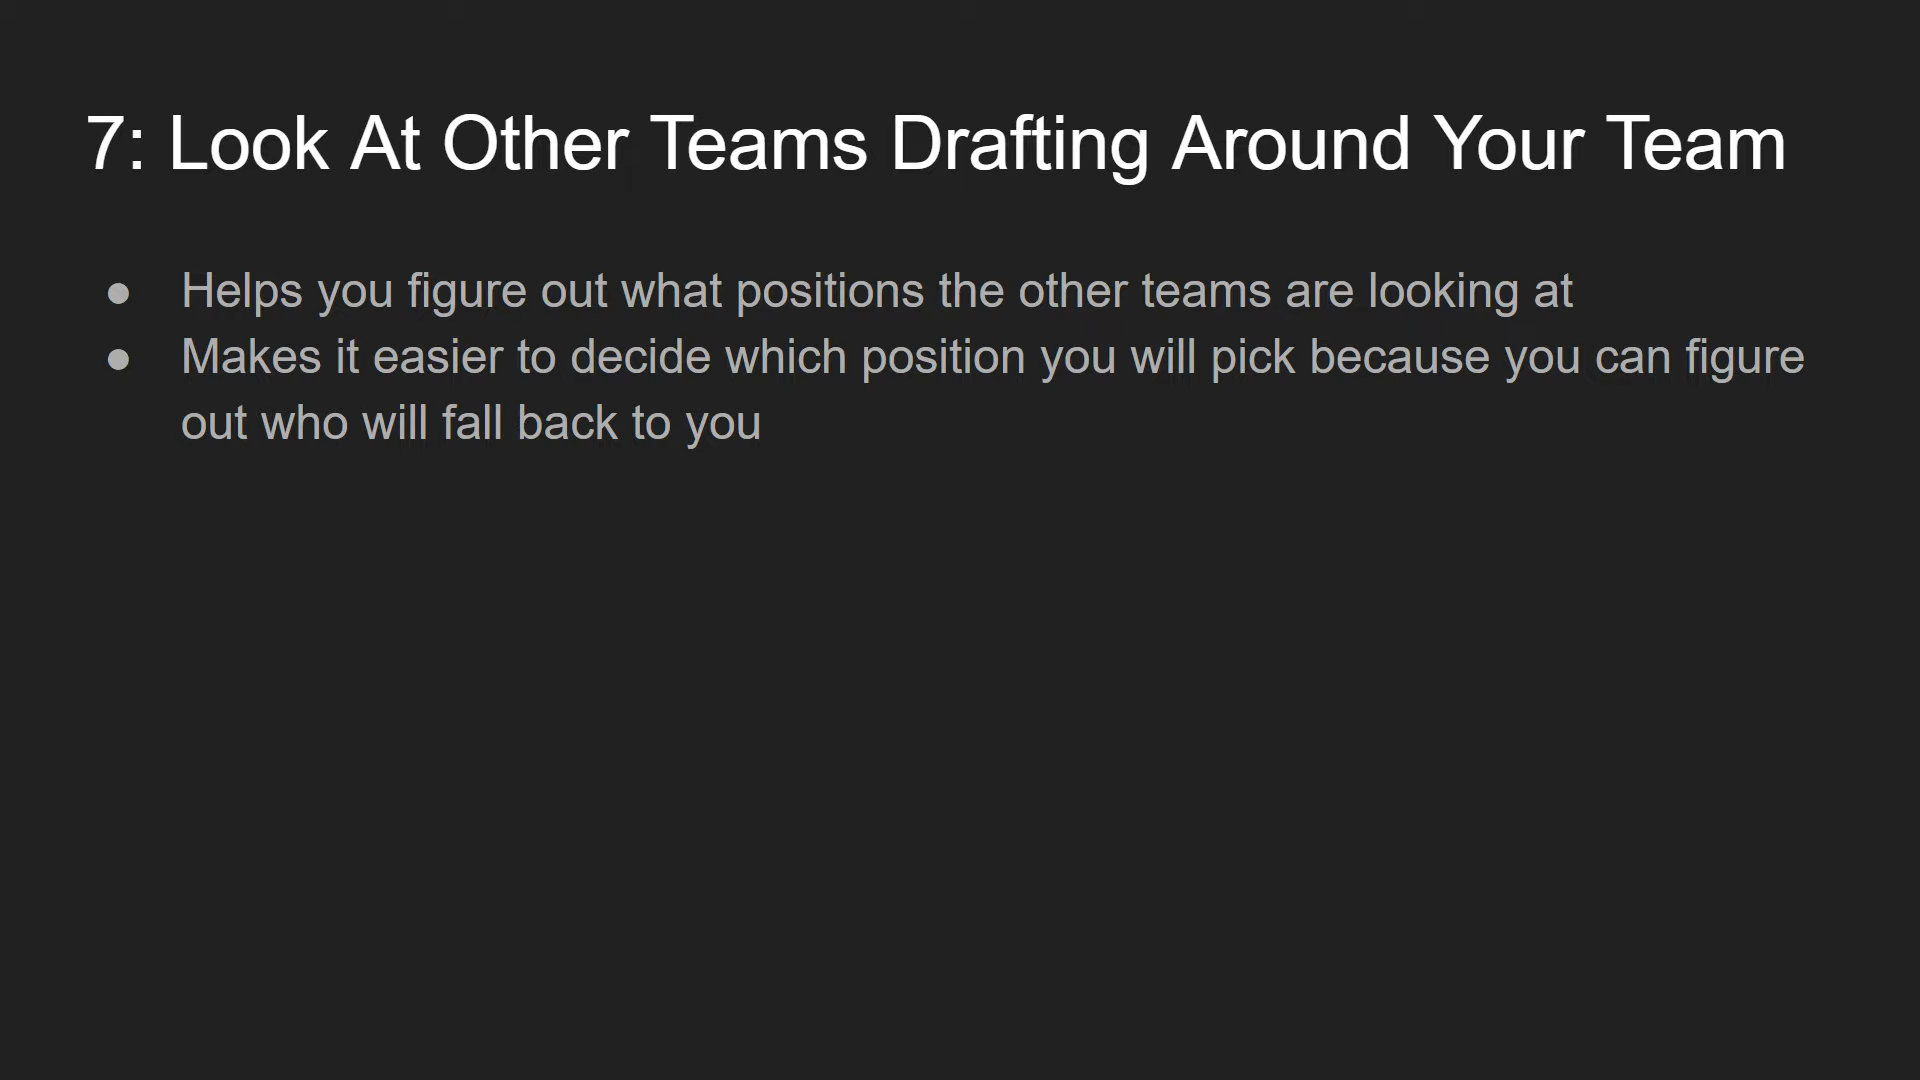 7: Look At Other Teams Drafting Around Your Team
● Helps you figure out what positions the other teams are looking at
● Makes it easier to decide which position you will pick because you can figure
out who will fall back to you